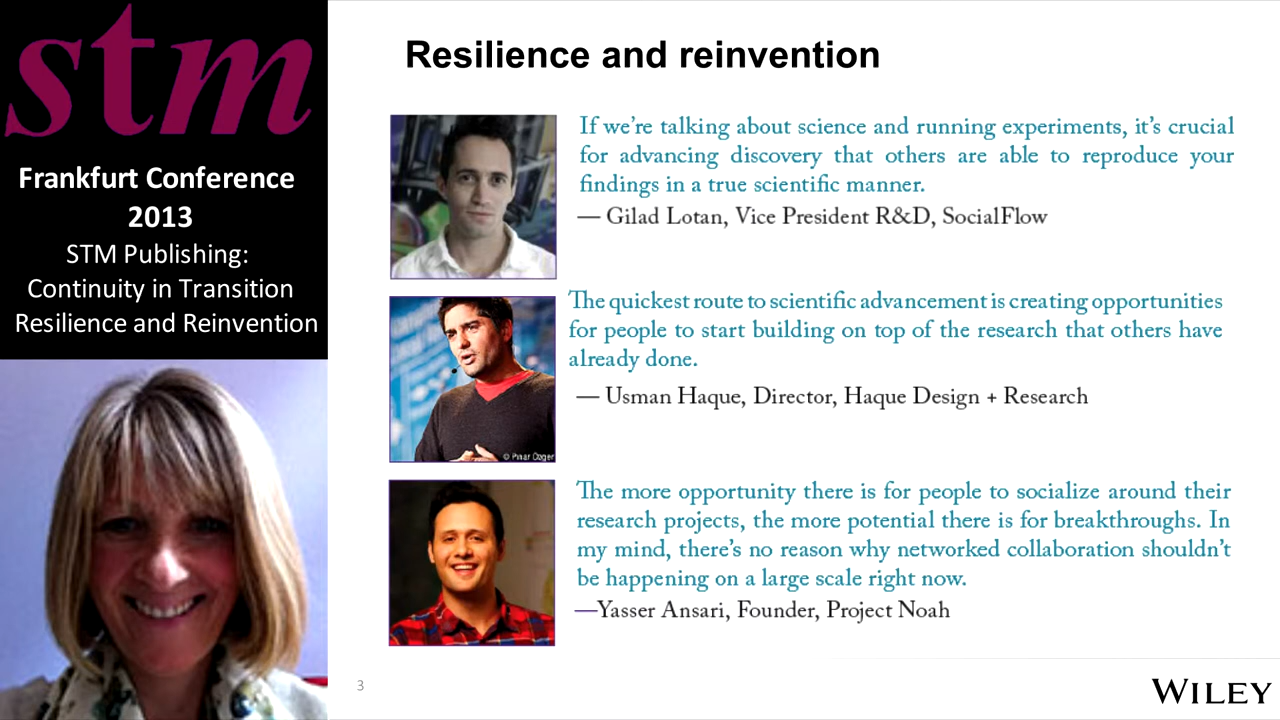 stm
Frankfurt Conference
2013
STM Publishing:
Continuity in Transition
Resilience and Reinvention
Resilience and reinvention
If we’re talking about science and running experiments, it’s crucial
for advancing discovery that others are able to reproduce your
findings in a true scientific manner.
— Gilad Lotan, Vice President R&D, SocialFlow
The quickest route to scientific advancement is creating opportunities
for people to start building on top of the research that others have
already done.
— Usman Haque, Director, Haque Design + Research
© Pınar Ozger
The more opportunity there is for people to socialize around their
research projects, the more potential there is for breakthroughs. In
my mind, there’s no reason why networked collaboration shouldn’t
be happening on a large scale right now.
—Yasser Ansari, Founder, Project Noah
3
WILEY